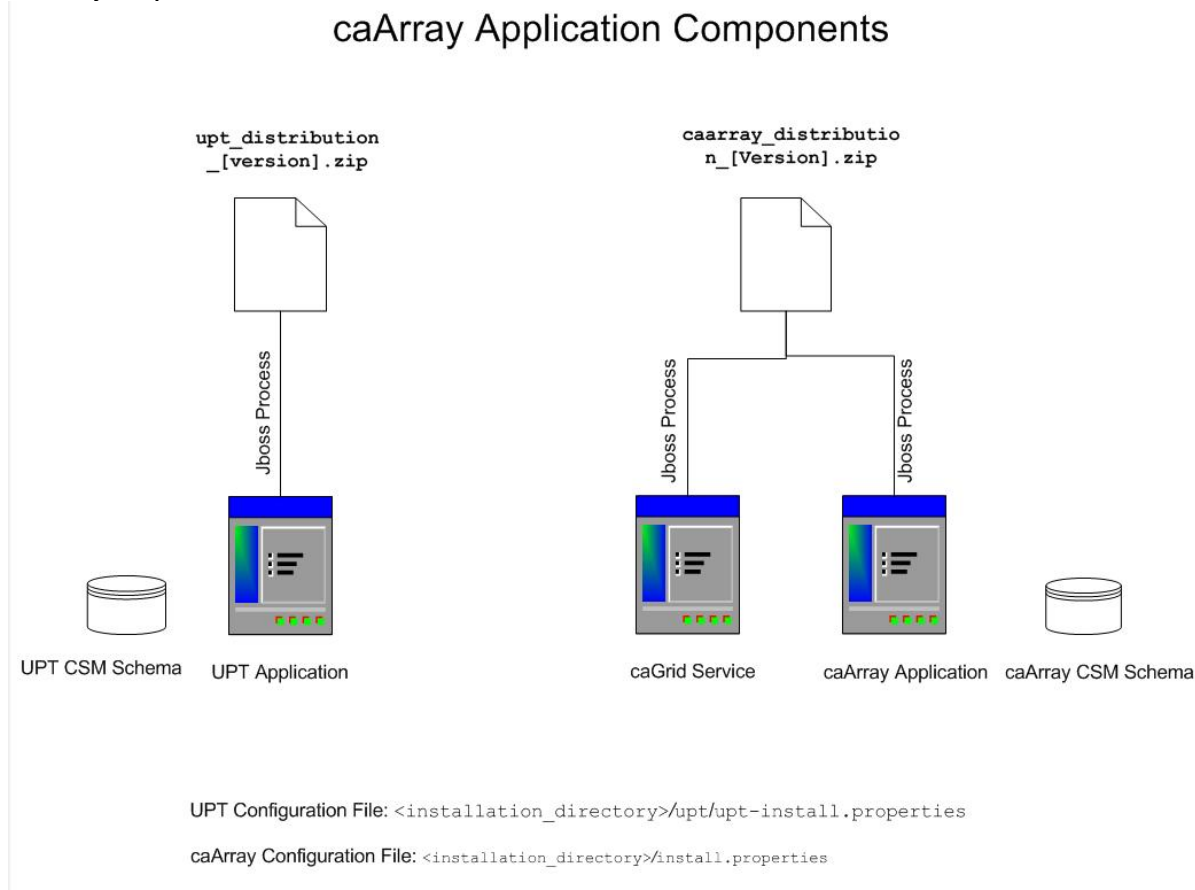 caArray Application Components
upt_distribution
_[version].zip
caarray_distributio
n_[Version].zip
Jboss Process
Jboss Process
Jboss Process
UPT CSM Schema
UPT Application
caGrid Service
caArray Application
caArray CSM Schema
UPT Configuration File: <installation_directory>/upt/upt-install.properties
caArray Configuration File: <installation_directory>/install.properties